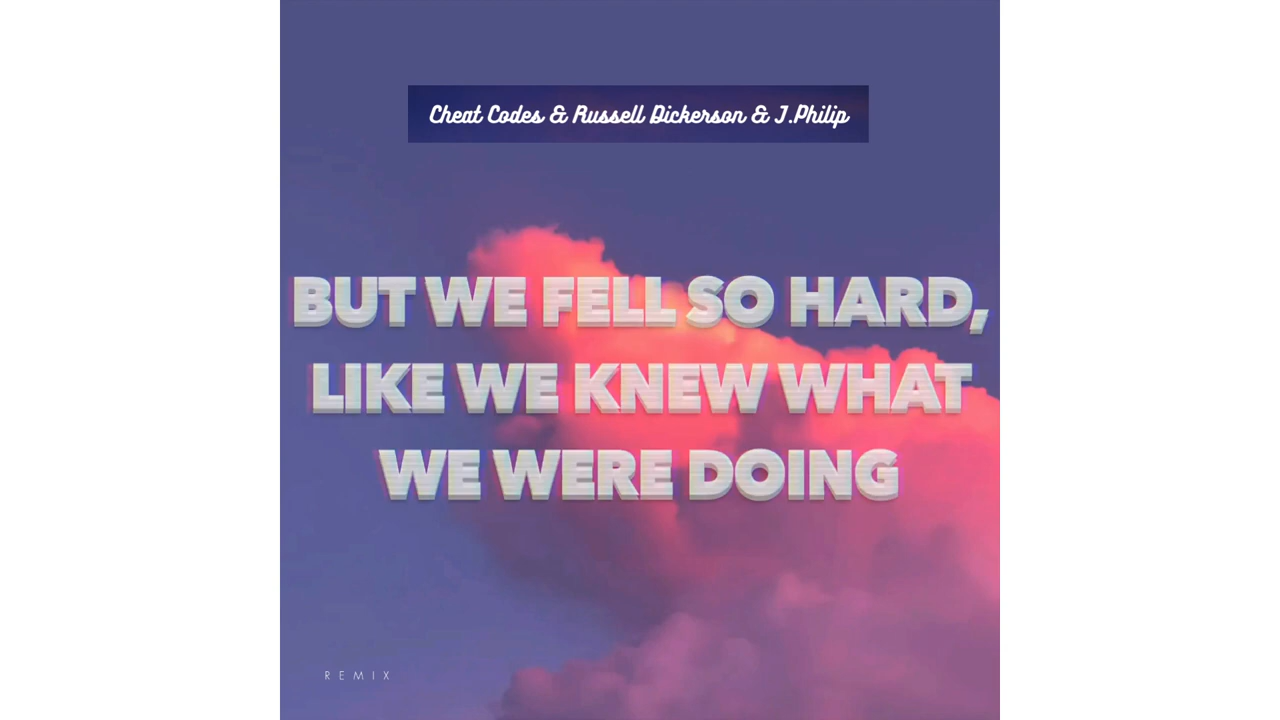 Cheat Codes & Russell Dickerson & J.Philip
BUT WE FELL SO HARD,
LIKE WE KNEW WHAT
WE WERE DOING
REMIX